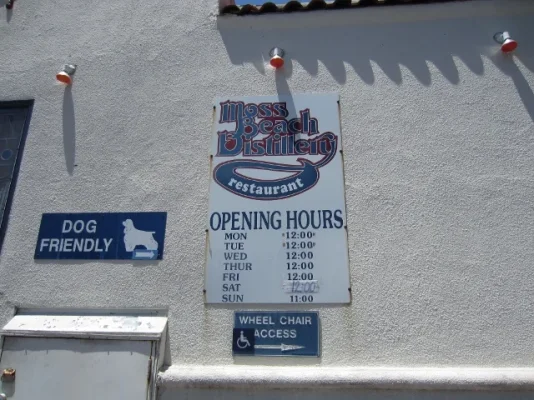 Moss
Beach
Distillery
restaurant
OPENING HOURS
MON 12:00
TUE 12:00
WED 12:00
THUR 12:00
FRI 12:00
SAT 12:00
SUN 11:00
DOG
FRIENDLY
WHEEL CHAIR
ACCESS